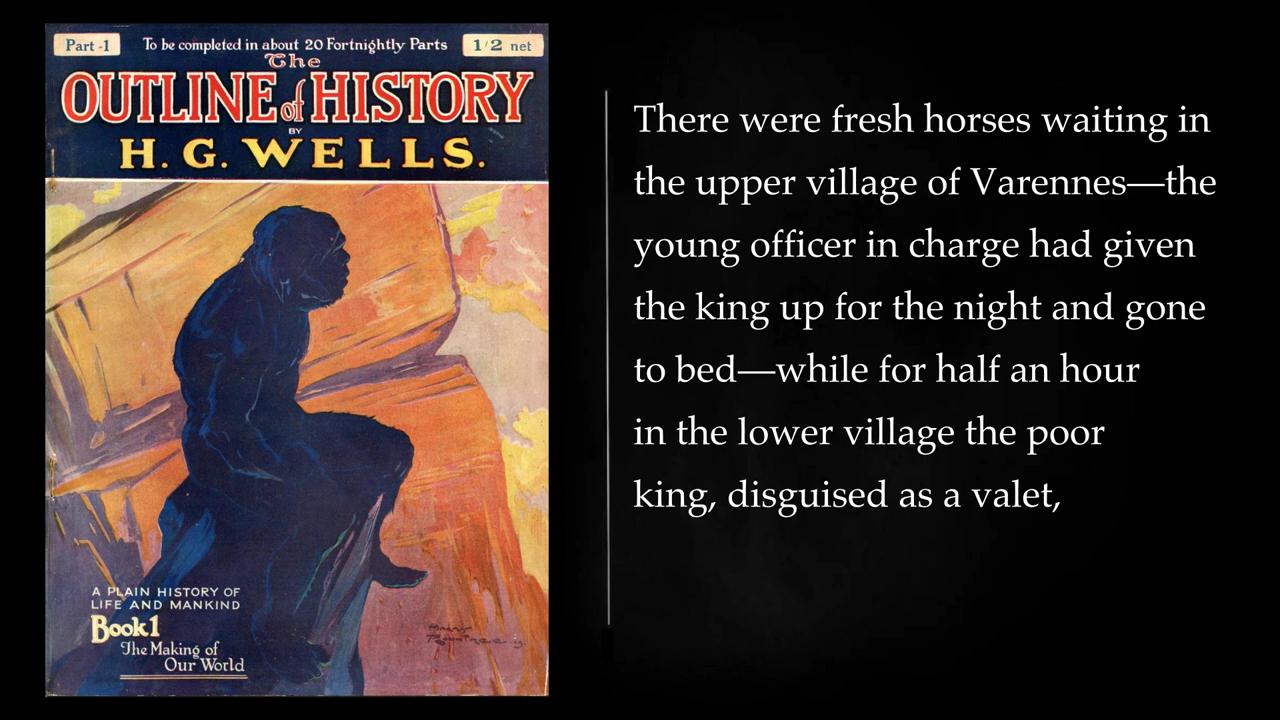 Part -1
To be completed in about 20 Fortnightly Parts
1/2 net
The
OUTLINE of HISTORY
BY
H. G. WELLS.
A PLAIN HISTORY OF
LIFE AND MANKIND
Book 1
The Making of
Our World
There were fresh horses waiting in
the upper village of Varennes—the
young officer in charge had given
the king up for the night and gone
to bed—while for half an hour
in the lower village the poor
king, disguised as a valet,